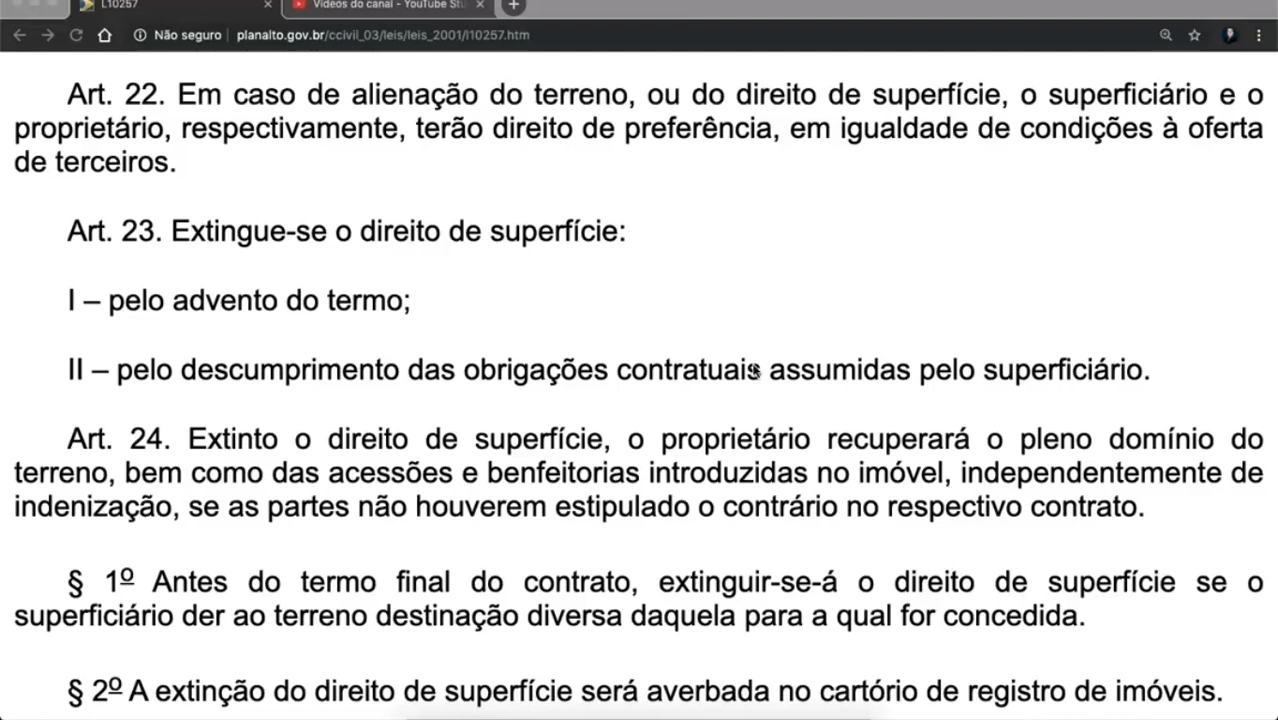 L10257
Vídeos do canal - YouTube Stu
Não seguro
planalto.gov.br/ccivil_03/leis/leis_2001/l10257.htm
Art. 22. Em caso de alienação do terreno, ou do direito de superfície, o superficiário e o
proprietário, respectivamente, terão direito de preferência, em igualdade de condições à oferta
de terceiros.
Art. 23. Extingue-se o direito de superfície:
I – pelo advento do termo;
II – pelo descumprimento das obrigações contratuais assumidas pelo superficiário.
Art. 24. Extinto o direito de superfície, o proprietário recuperará o pleno domínio do
terreno, bem como das acessões e benfeitorias introduzidas no imóvel, independentemente de
indenização, se as partes não houverem estipulado o contrário no respectivo contrato.
§ 1º Antes do termo final do contrato, extinguir-se-á o direito de superfície se o
superficiário der ao terreno destinação diversa daquela para a qual for concedida.
§ 2º A extinção do direito de superfície será averbada no cartório de registro de imóveis.